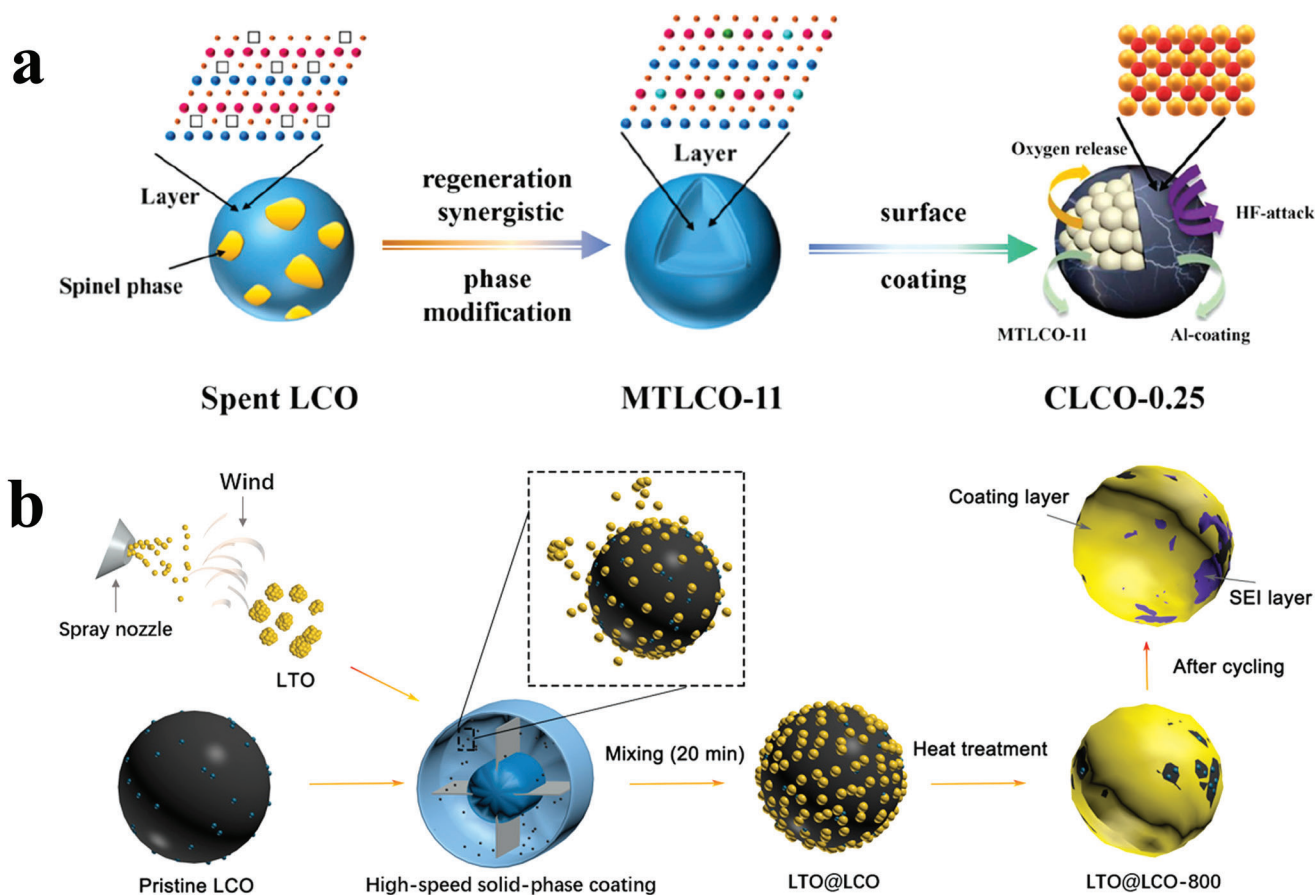 a
Layer
Spinel phase
Spent LCO
regeneration
synergistic
phase
modification
Layer
MTLCO-11
surface
coating
Oxygen release
HF-attack
MTLCO-11
Al-coating
CLCO-0.25
b
Wind
Spray nozzle
LTO
Pristine LCO
High-speed solid-phase coating
Mixing (20 min)
LTO@LCO
Heat treatment
Coating layer
SEI layer
After cycling
LTO@LCO-800